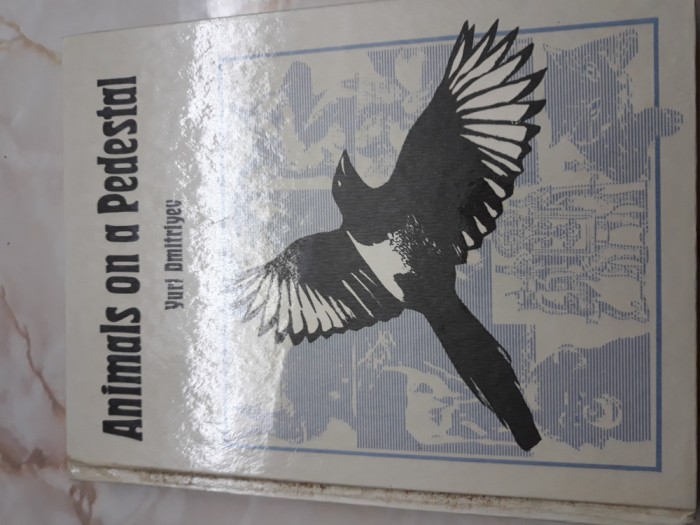 Animals on a Pedestal
Yuri Dmitriyev